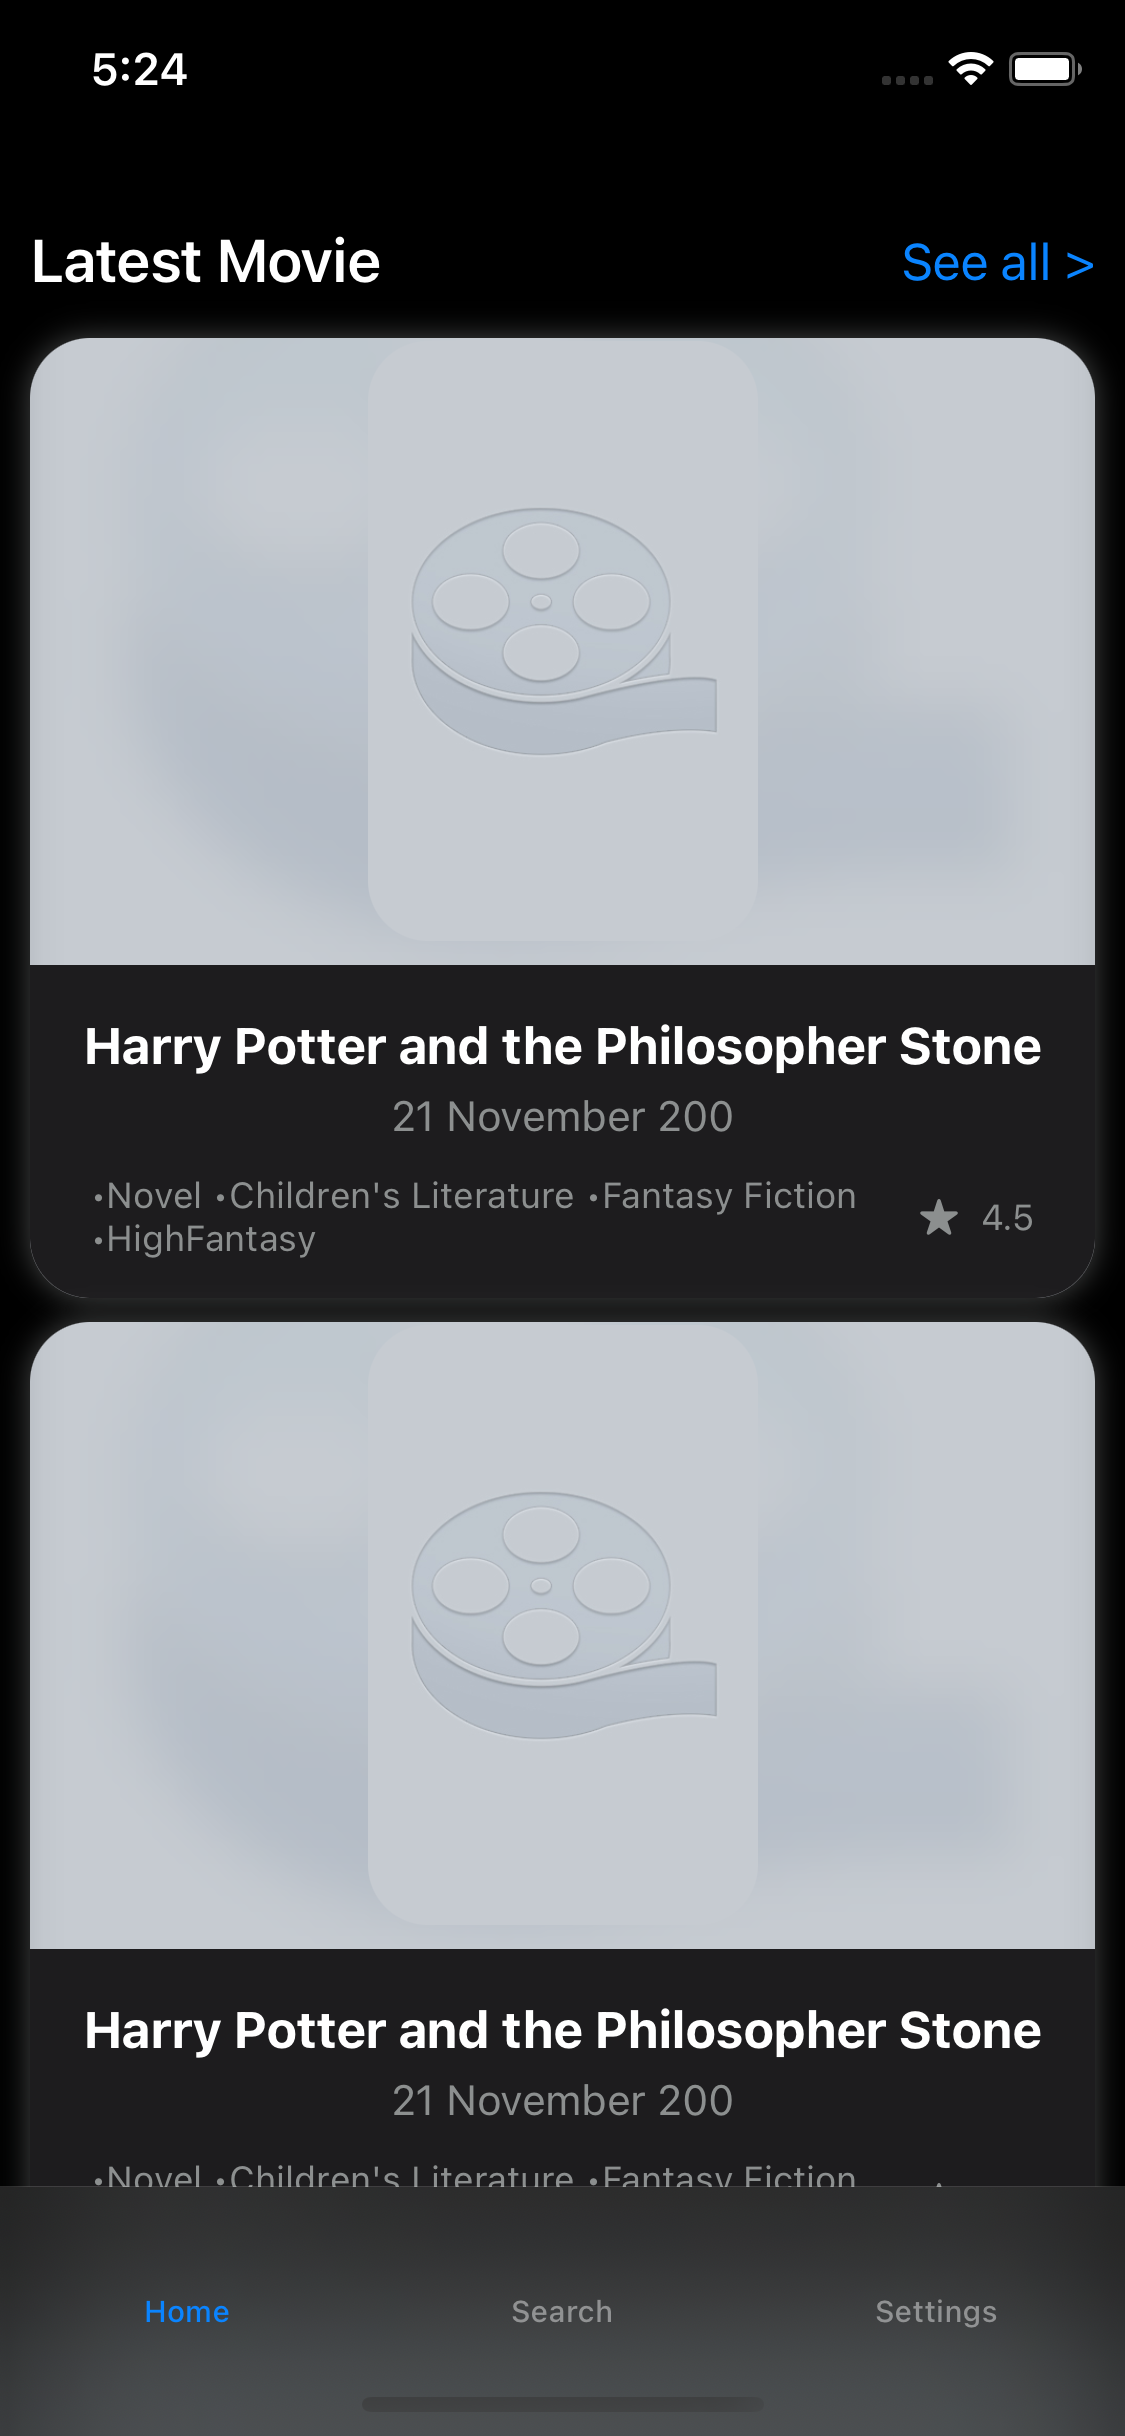 5:24
Latest Movie
See all >
Harry Potter and the Philosopher Stone
21 November 200
•Novel •Children's Literature •Fantasy Fiction
•HighFantasy
4.5
Harry Potter and the Philosopher Stone
21 November 200
•Novel •Children's Literature •Fantasy Fiction
Home
Search
Settings